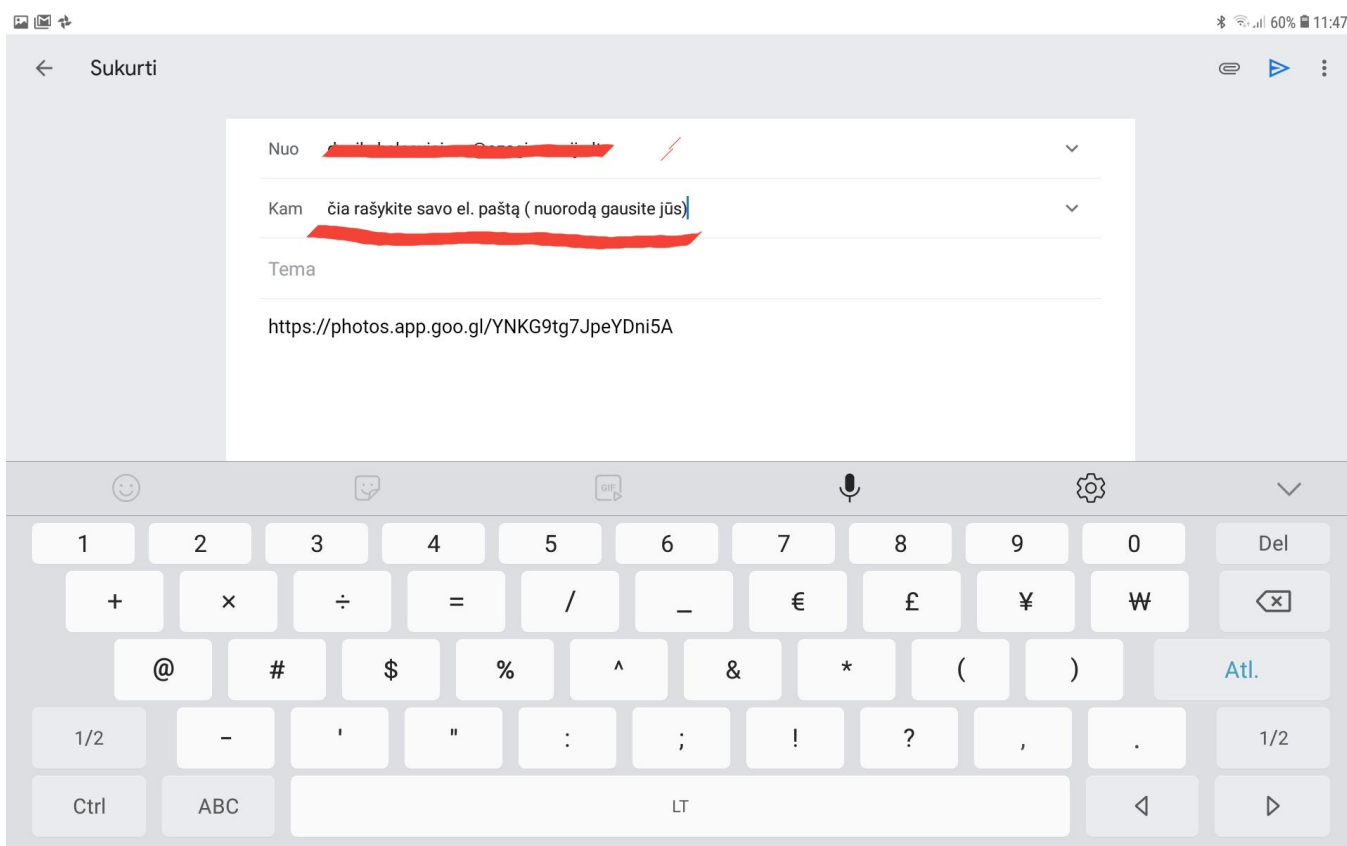 60% 11:47
Sukurti
Nuo
Kam čia rašykite savo el. paštą ( nuorodą gausite jūs)
Tema
https://photos.app.goo.gl/YNKG9tg7JpeYDni5A
GIF
1 2 3 4 5 6 7 8 9 0 Del
+ × ÷ = / _ € £ ¥ ₩
@ # $ % ^ & * ( ) Atl.
1/2 - ' " : ; ! ? , . 1/2
Ctrl ABC LT